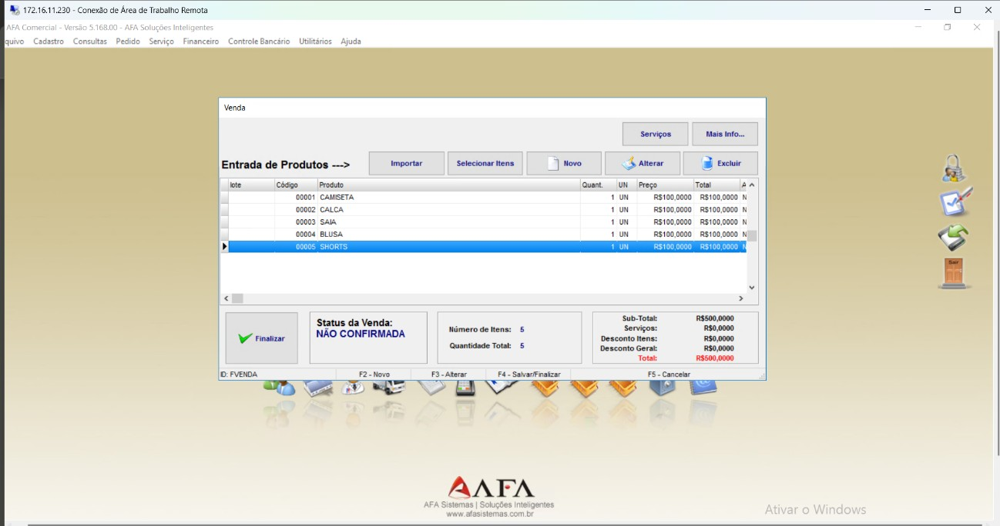 172.16.11.230 - Conexão de Área de Trabalho Remota
AFA Comercial - Versão 5.168.00 - AFA Soluções Inteligentes
quivo Cadastro Consultas Pedido Serviço Financeiro Controle Bancário Utilitários Ajuda
Venda
Serviços Mais Info...
Entrada de Produtos ---> Importar Selecionar Itens Novo Alterar Excluir
lote Código Produto Quant. UN Preço Total A
00001 CAMISETA 1 UN R$100,0000 R$100,0000 N
00002 CALCA 1 UN R$100,0000 R$100,0000 N
00003 SAIA 1 UN R$100,0000 R$100,0000 N
00004 BLUSA 1 UN R$100,0000 R$100,0000 N
00005 SHORTS 1 UN R$100,0000 R$100,0000 N
Sair
Finalizar
Status da Venda:
NÃO CONFIRMADA
Número de Itens: 5
Quantidade Total: 5
Sub-Total: R$500,0000
Serviços: R$0,0000
Desconto Itens: R$0,0000
Desconto Geral: R$0,0000
Total: R$500,0000
ID: FVENDA F2 - Novo F3 - Alterar F4 - Salvar/Finalizar F5 - Cancelar
AFA
AFA Sistemas | Soluções Inteligentes
www.afasistemas.com.br
Ativar o Windows